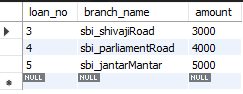 loan_no branch_name amount
3 sbi_shivajiRoad 3000
4 sbi_parliamentRoad 4000
5 sbi_jantarMantar 5000
NULL NULL NULL